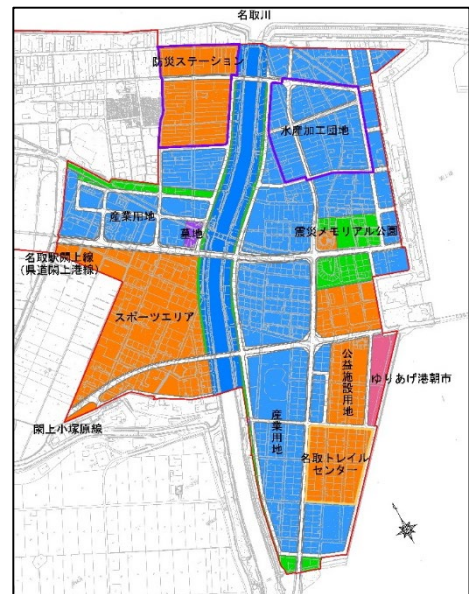 名取川
防災ステーション
水産加工団地
産業用地
墓地
震災メモリアル公園
名取駅閖上線
(県道閖上港線)
スポーツエリア
公益施設用地
ゆりあげ港朝市
産業用地
閖上小塚原線
名取トレイル
センター